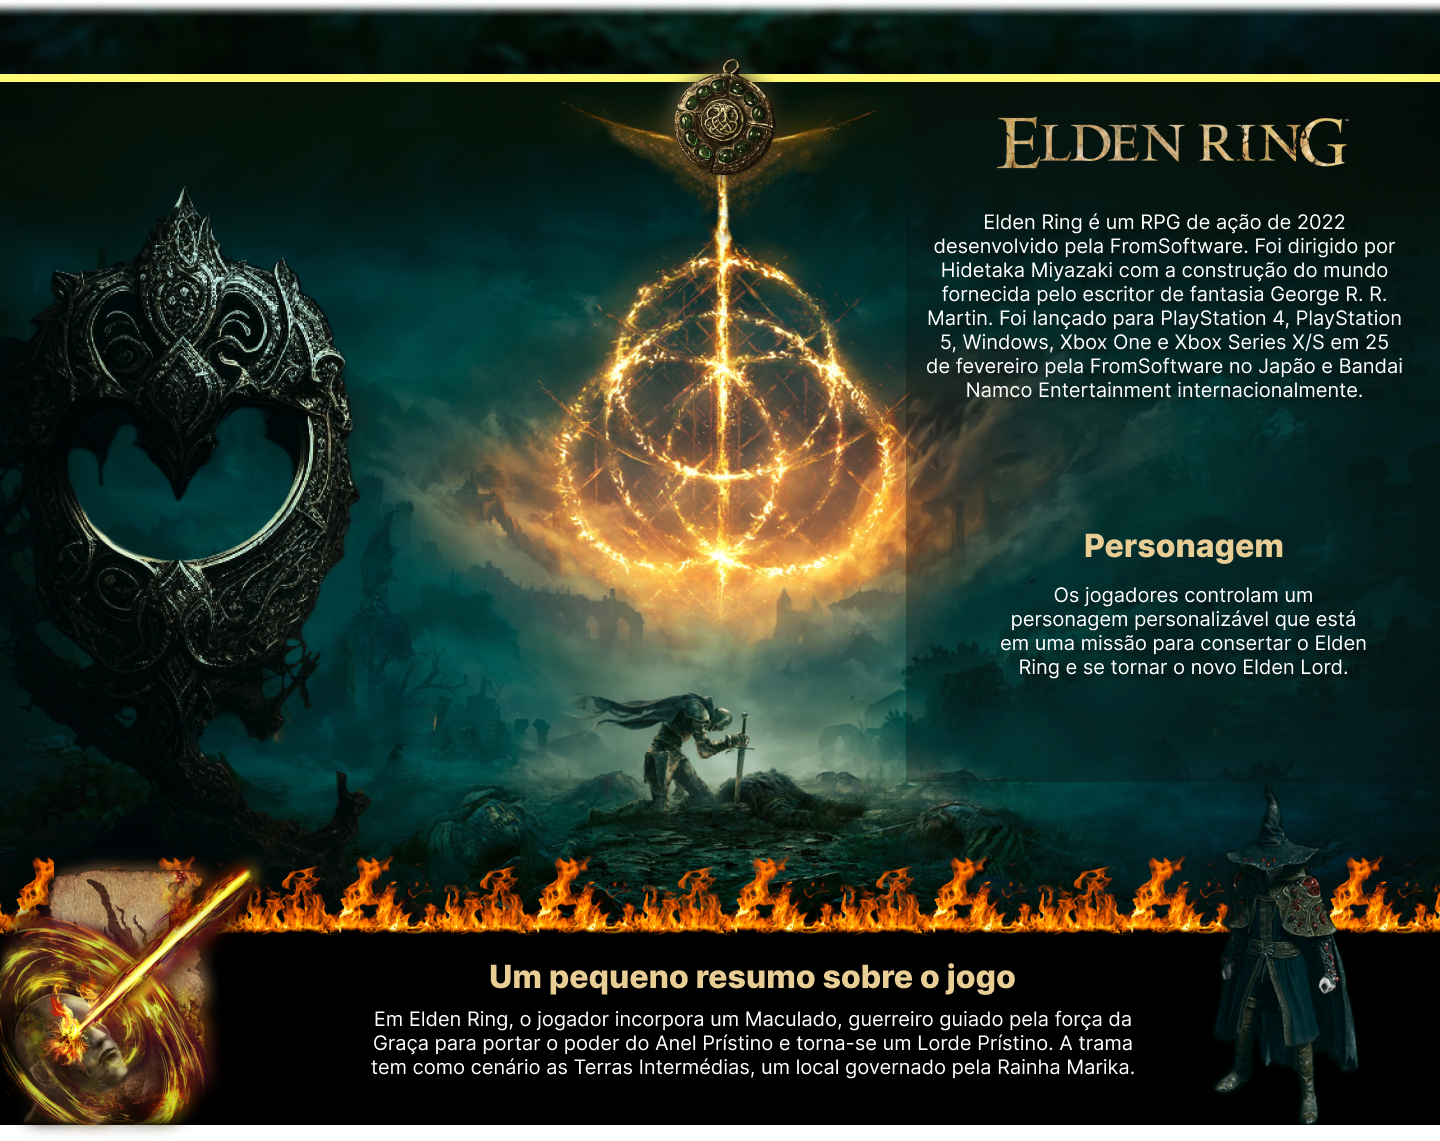 ELDEN RING
Elden Ring é um RPG de ação de 2022
desenvolvido pela FromSoftware. Foi dirigido por
Hidetaka Miyazaki com a construção do mundo
fornecida pelo escritor de fantasia George R. R.
Martin. Foi lançado para PlayStation 4, PlayStation
5, Windows, Xbox One e Xbox Series X/S em 25
de fevereiro pela FromSoftware no Japão e Bandai
Namco Entertainment internacionalmente.
Personagem
Os jogadores controlam um
personagem personalizável que está
em uma missão para consertar o Elden
Ring e se tornar o novo Elden Lord.
Um pequeno resumo sobre o jogo
Em Elden Ring, o jogador incorpora um Maculado, guerreiro guiado pela força da
Graça para portar o poder do Anel Prístino e torna-se um Lorde Prístino. A trama
tem como cenário as Terras Intermédias, um local governado pela Rainha Marika.